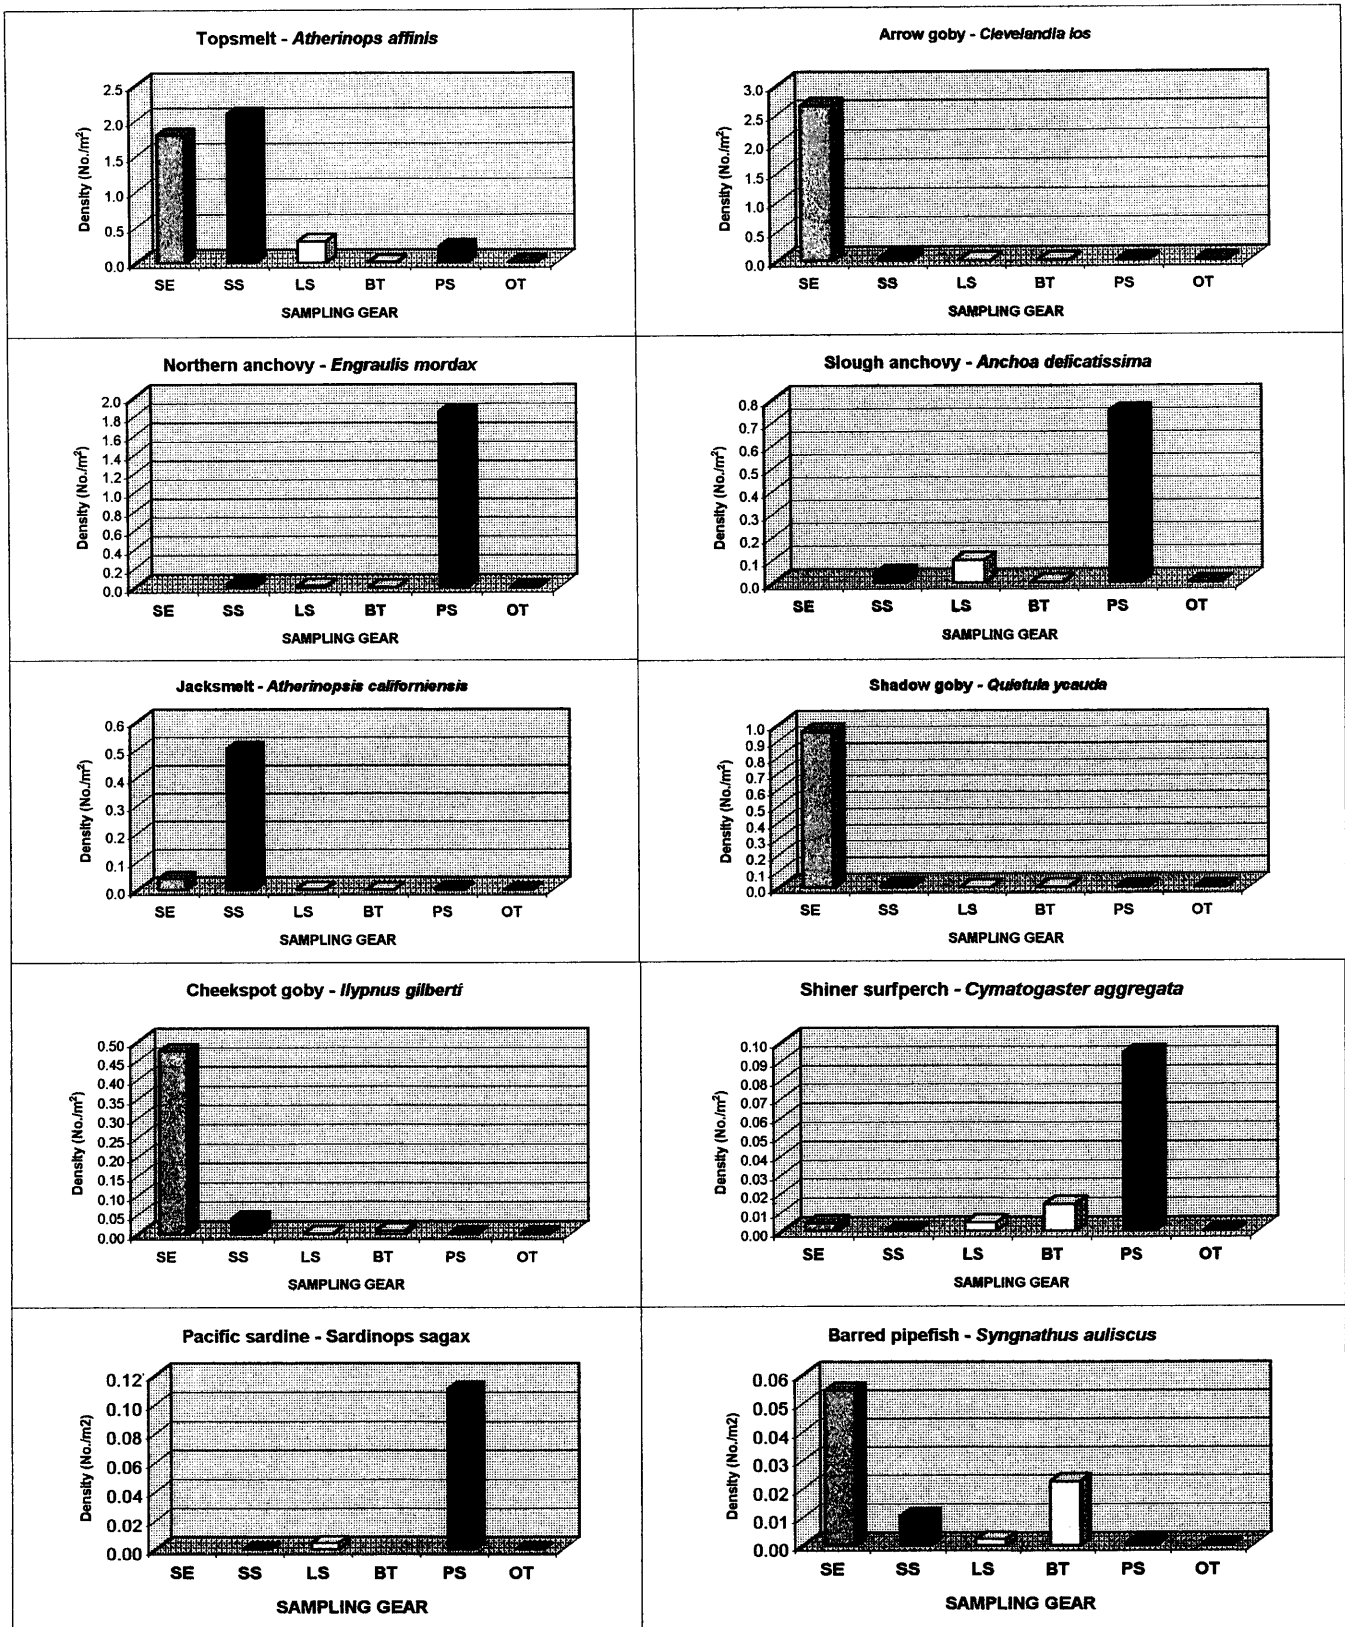 Topsmelt - Atherinops affinis
Density (No./m²)
2.5
2.0
1.5
1.0
0.5
0.0
SE SS LS BT PS OT
SAMPLING GEAR
Arrow goby - Clevelandia ios
Density (No./m²)
3.0
2.5
2.0
1.5
1.0
0.5
0.0
SE SS LS BT PS OT
SAMPLING GEAR
Northern anchovy - Engraulis mordax
Density (No./m²)
2.0
1.8
1.6
1.4
1.2
1.0
0.8
0.6
0.4
0.2
0.0
SE SS LS BT PS OT
SAMPLING GEAR
Slough anchovy - Anchoa delicatissima
Density (No./m²)
0.8
0.7
0.6
0.5
0.4
0.3
0.2
0.1
0.0
SE SS LS BT PS OT
SAMPLING GEAR
Jacksmelt - Atherinopsis californiensis
Density (No./m²)
0.6
0.5
0.4
0.3
0.2
0.1
0.0
SE SS LS BT PS OT
SAMPLING GEAR
Shadow goby - Quietula ycauda
Density (No./m²)
1.0
0.9
0.8
0.7
0.6
0.5
0.4
0.3
0.2
0.1
0.0
SE SS LS BT PS OT
SAMPLING GEAR
Cheekspot goby - Ilypnus gilberti
Density (No./m²)
0.50
0.45
0.40
0.35
0.30
0.25
0.20
0.15
0.10
0.05
0.00
SE SS LS BT PS OT
SAMPLING GEAR
Shiner surfperch - Cymatogaster aggregata
Density (No./m²)
0.10
0.09
0.08
0.07
0.06
0.05
0.04
0.03
0.02
0.01
0.00
SE SS LS BT PS OT
SAMPLING GEAR
Pacific sardine - Sardinops sagax
Density (No./m2)
0.12
0.10
0.08
0.06
0.04
0.02
0.00
SE SS LS BT PS OT
SAMPLING GEAR
Barred pipefish - Syngnathus auliscus
Density (No./m2)
0.06
0.05
0.04
0.03
0.02
0.01
0.00
SE SS LS BT PS OT
SAMPLING GEAR